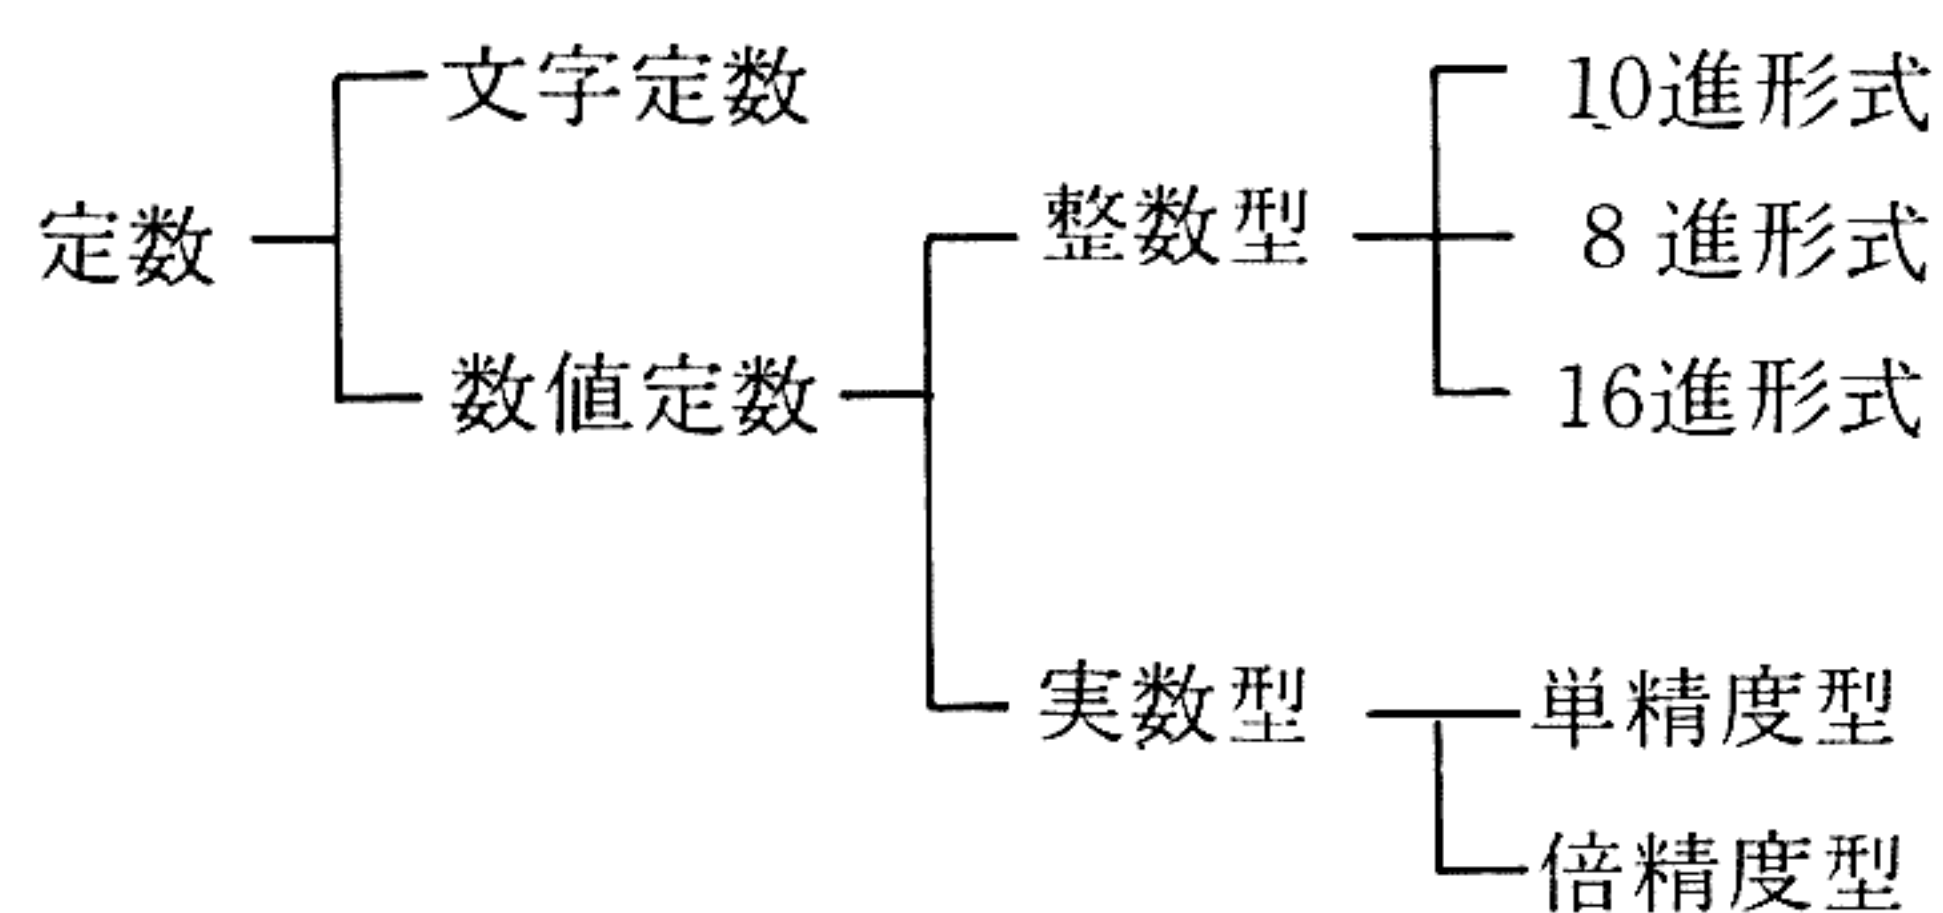 文字定数
10進形式
定数
整数型
8 進形式
数値定数
16進形式
実数型
単精度型
倍精度型